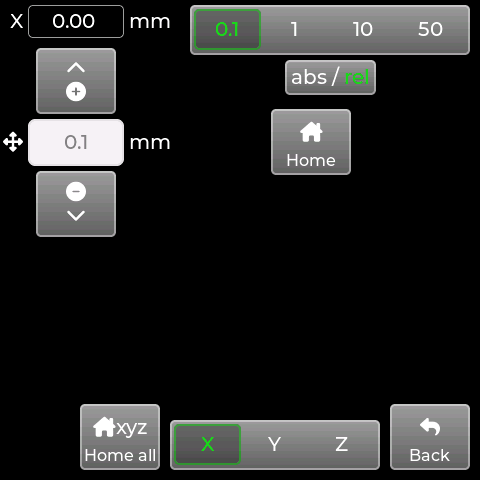 X 0.00 mm
0.1 1 10 50
abs / rel
0.1 mm
Home
xyz
Home all
X Y Z
Back